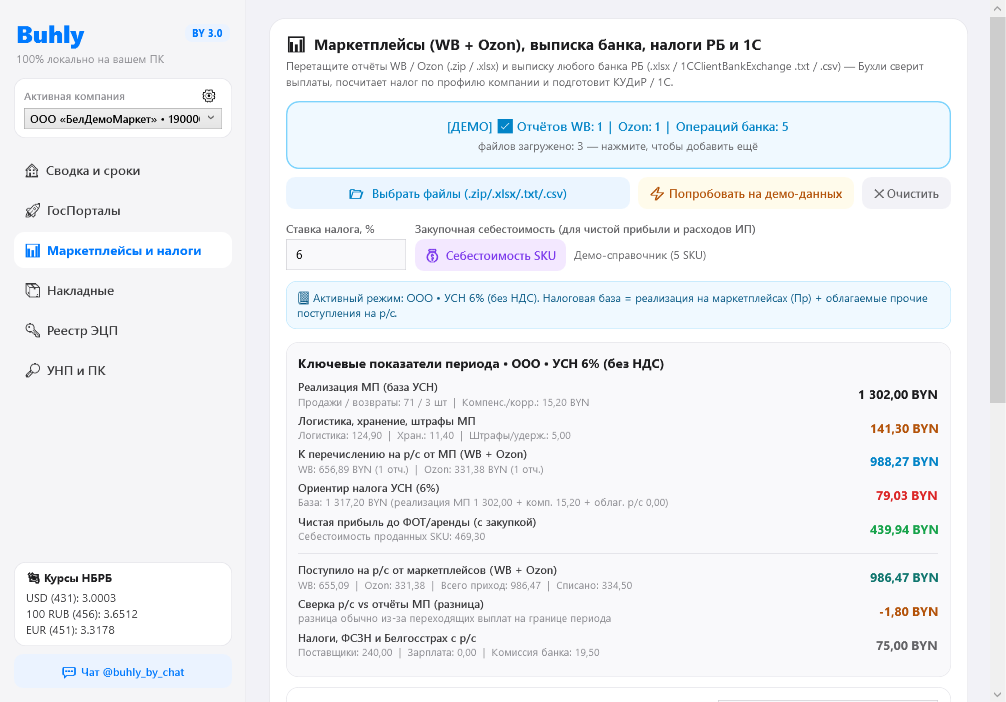 Buhly
BY 3.0
100% локально на вашем ПК
Активная компания
ООО «БелДемоМаркет» • 19000
Сводка и сроки
ГосПорталы
Маркетплейсы и налоги
Накладные
Реестр ЭЦП
УНП и ПК
Курсы НБРБ
USD (431): 3.0003
100 RUB (456): 3.6512
EUR (451): 3.3178
Чат @buhly_by_chat
Маркетплейсы (WB + Ozon), выписка банка, налоги РБ и 1С
Перетащите отчёты WB / Ozon (.zip / .xlsx) и выписку любого банка РБ (.xlsx / 1CClientBankExchange .txt / .csv) — Бухли сверит
выплаты, посчитает налог по профилю компании и подготовит КУДиР / 1С.
[ДЕМО] Отчётов WB: 1 | Ozon: 1 | Операций банка: 5
файлов загружено: 3 — нажмите, чтобы добавить ещё
Выбрать файлы (.zip/.xlsx/.txt/.csv)
Попробовать на демо-данных
Очистить
Ставка налога, %
Закупочная себестоимость (для чистой прибыли и расходов ИП)
6
Себестоимость SKU
Демо-справочник (5 SKU)
Активный режим: ООО • УСН 6% (без НДС). Налоговая база = реализация на маркетплейсах (Пр) + облагаемые прочие
поступления на р/с.
Ключевые показатели периода • ООО • УСН 6% (без НДС)
Реализация МП (база УСН)
1 302,00 BYN
Продажи / возвраты: 71 / 3 шт | Компенс./корр.: 15,20 BYN
Логистика, хранение, штрафы МП
141,30 BYN
Логистика: 124,90 | Хран.: 11,40 | Штрафы/удерж.: 5,00
К перечислению на р/с от МП (WB + Ozon)
988,27 BYN
WB: 656,89 BYN (1 отч.) | Ozon: 331,38 BYN (1 отч.)
Ориентир налога УСН (6%)
79,03 BYN
База: 1 317,20 BYN (реализация МП 1 302,00 + комп. 15,20 + облаг. р/с 0,00)
Чистая прибыль до ФОТ/аренды (с закупкой)
439,94 BYN
Себестоимость проданных SKU: 469,30
Поступило на р/с от маркетплейсов (WB + Ozon)
986,47 BYN
WB: 655,09 | Ozon: 331,38 | Всего приход: 986,47 | Списано: 334,50
Сверка р/с vs отчёты МП (разница)
-1,80 BYN
разница обычно из-за переходящих выплат на границе периода
Налоги, ФСЗН и Белгосстрах с р/с
75,00 BYN
Поставщики: 240,00 | Зарплата: 0,00 | Комиссия банка: 19,50